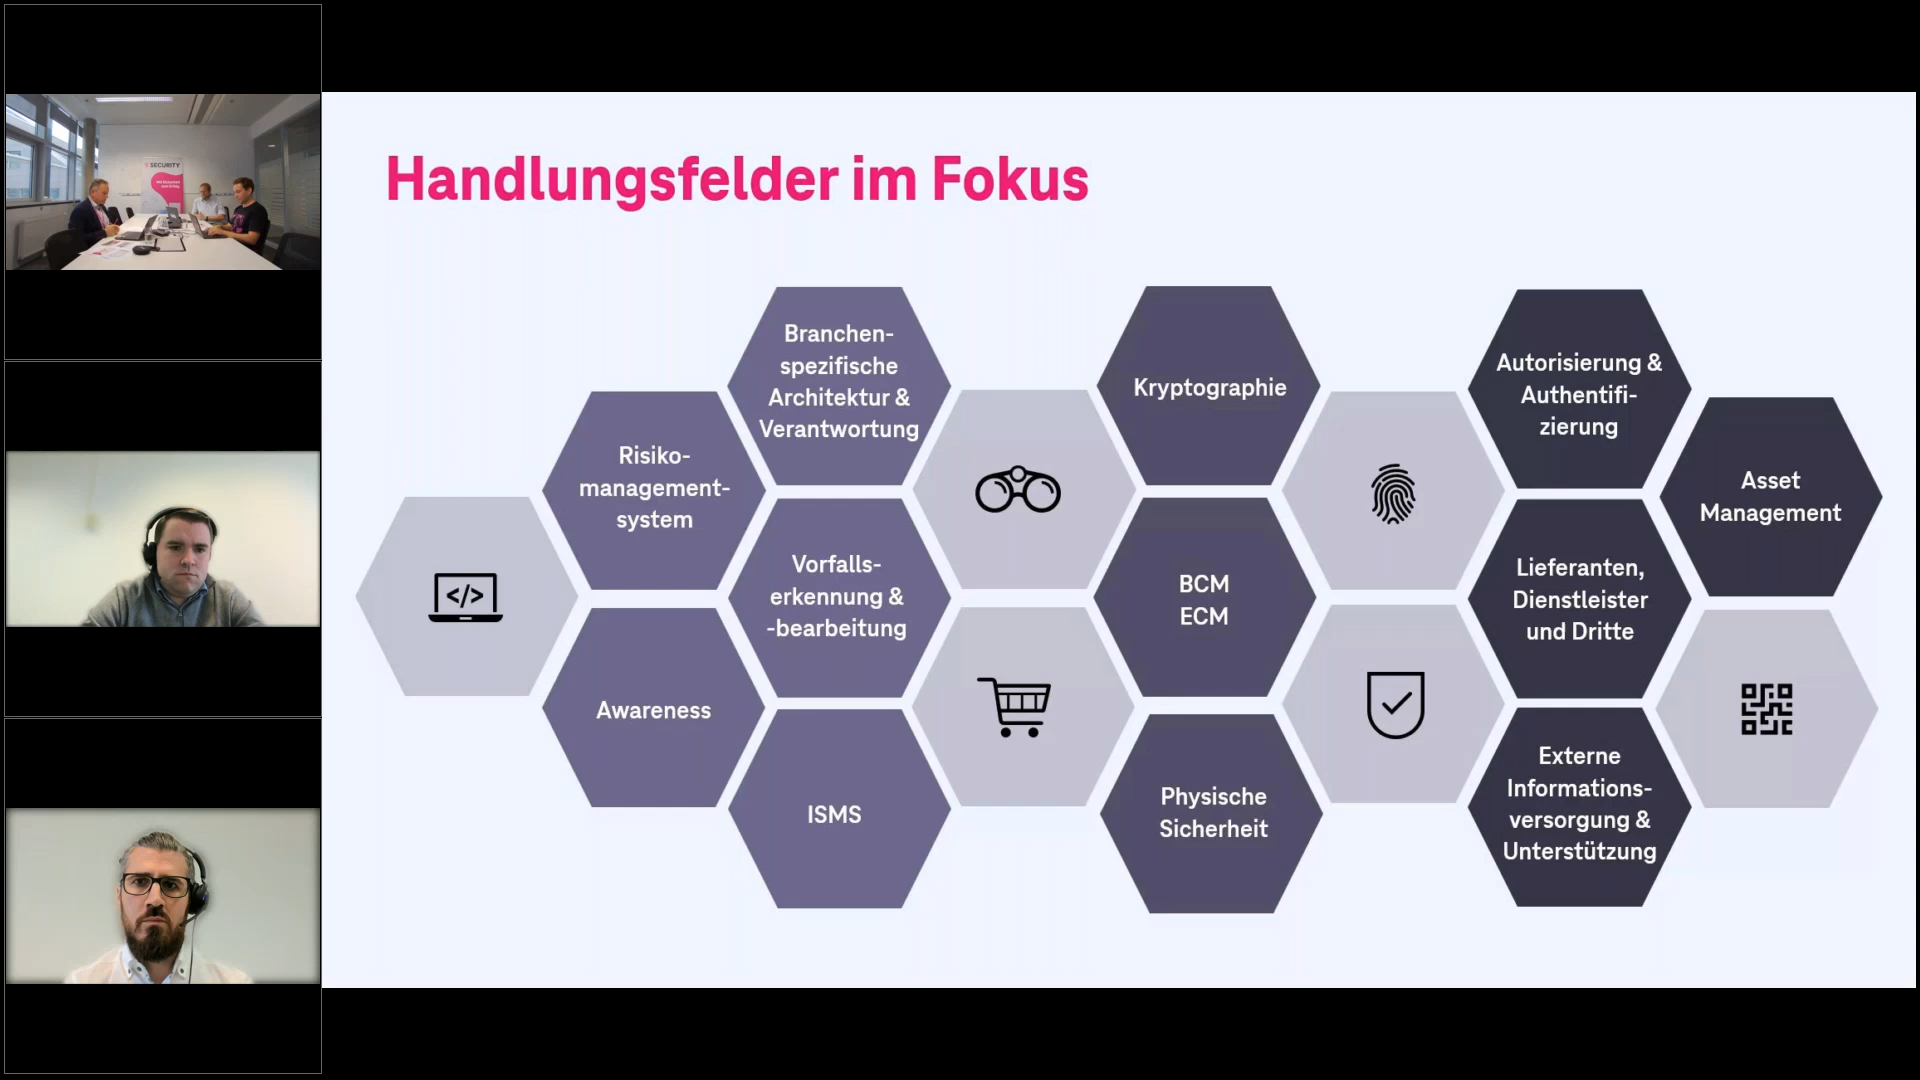 SECURITY
Handlungsfelder im Fokus
Branchen-
spezifische
Architektur &
Verantwortung
Risiko-
management-
system
Vorfalls-
erkennung &
-bearbeitung
Awareness
ISMS
</>
Kryptographie
BCM
ECM
Physische
Sicherheit
Autorisierung &
Authentifi-
zierung
Asset
Management
Lieferanten,
Dienstleister
und Dritte
Externe
Informations-
versorgung &
Unterstützung